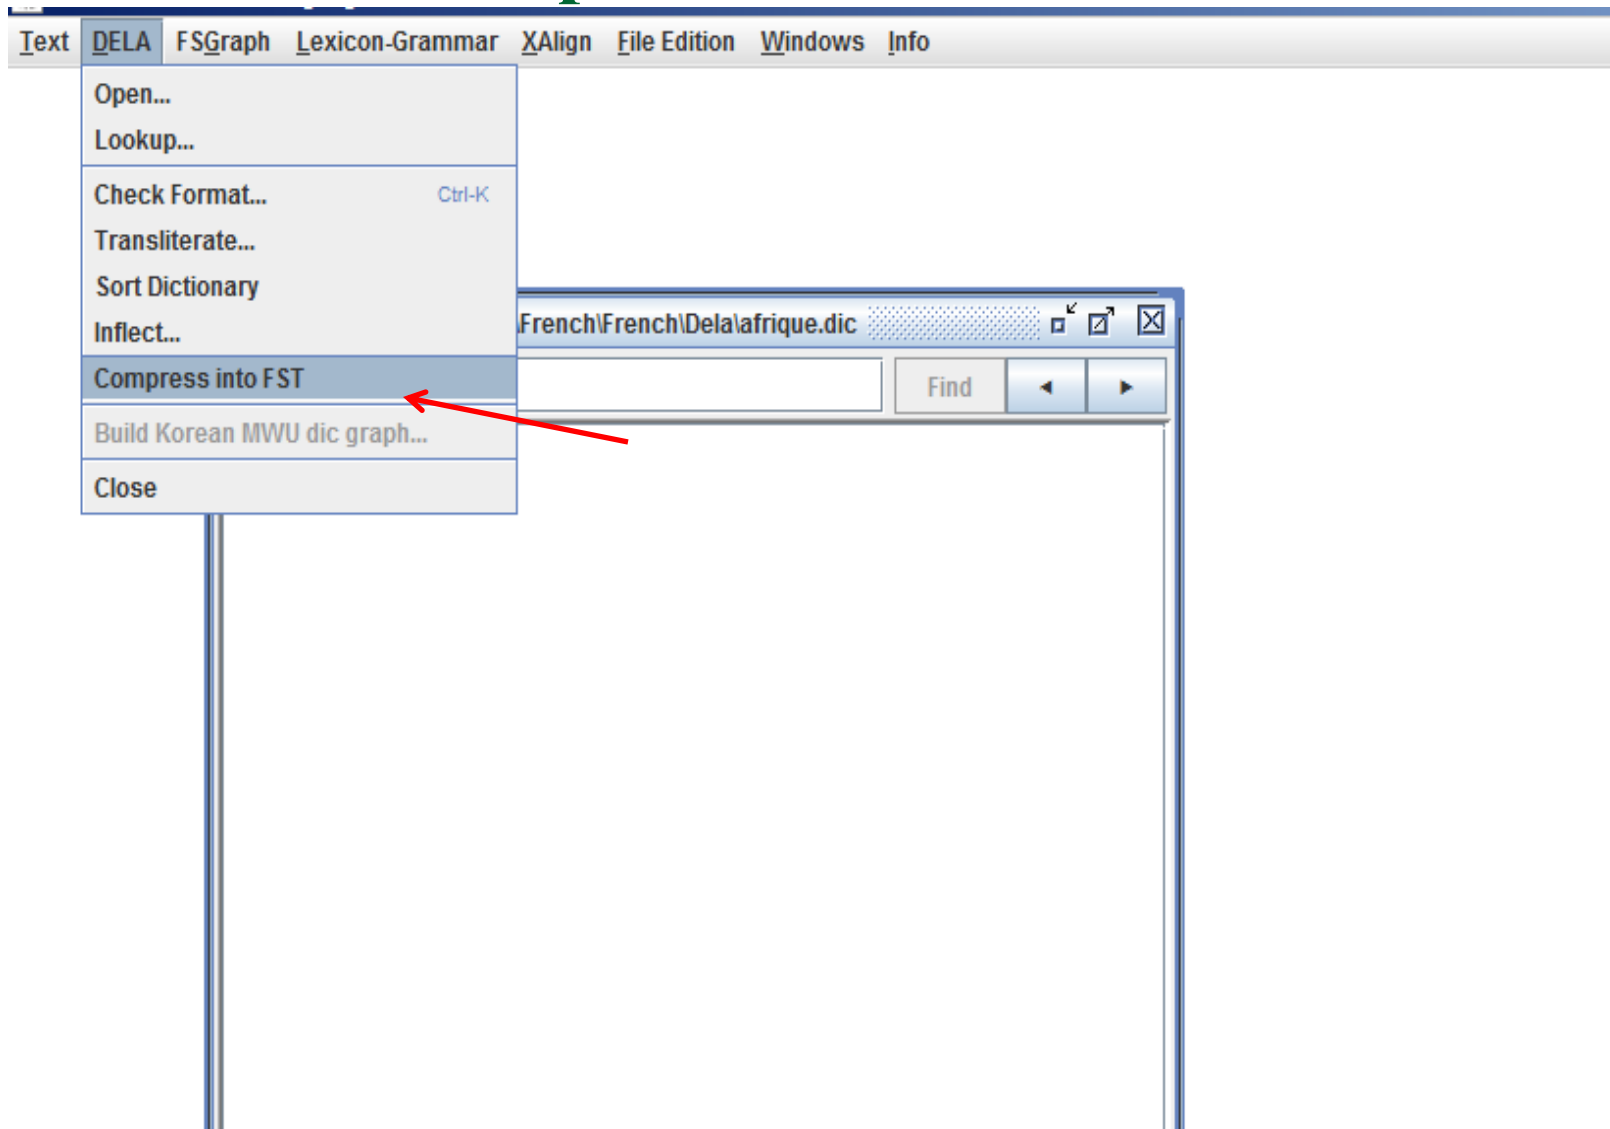 Text DELA FSGraph Lexicon-Grammar XAlign File Edition Windows Info
Open...
Lookup...
Check Format... Ctrl-K
Transliterate...
Sort Dictionary
Inflect...
Compress into FST
Build Korean MWU dic graph...
Close
\French\French\Dela\afrique.dic
Find